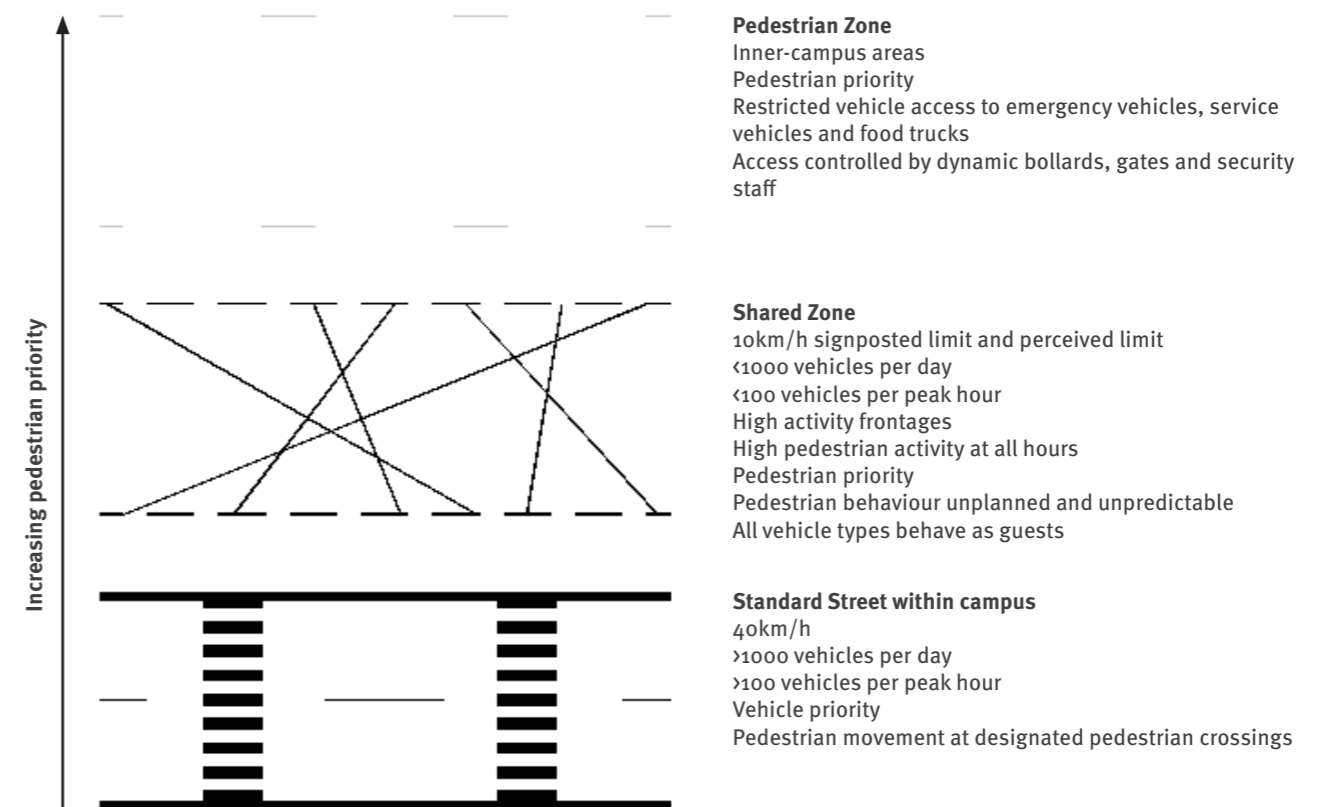 Increasing pedestrian priority
Pedestrian Zone
Inner-campus areas
Pedestrian priority
Restricted vehicle access to emergency vehicles, service
vehicles and food trucks
Access controlled by dynamic bollards, gates and security
staff
Shared Zone
10km/h signposted limit and perceived limit
<1000 vehicles per day
<100 vehicles per peak hour
High activity frontages
High pedestrian activity at all hours
Pedestrian priority
Pedestrian behaviour unplanned and unpredictable
All vehicle types behave as guests
Standard Street within campus
40km/h
>1000 vehicles per day
>100 vehicles per peak hour
Vehicle priority
Pedestrian movement at designated pedestrian crossings